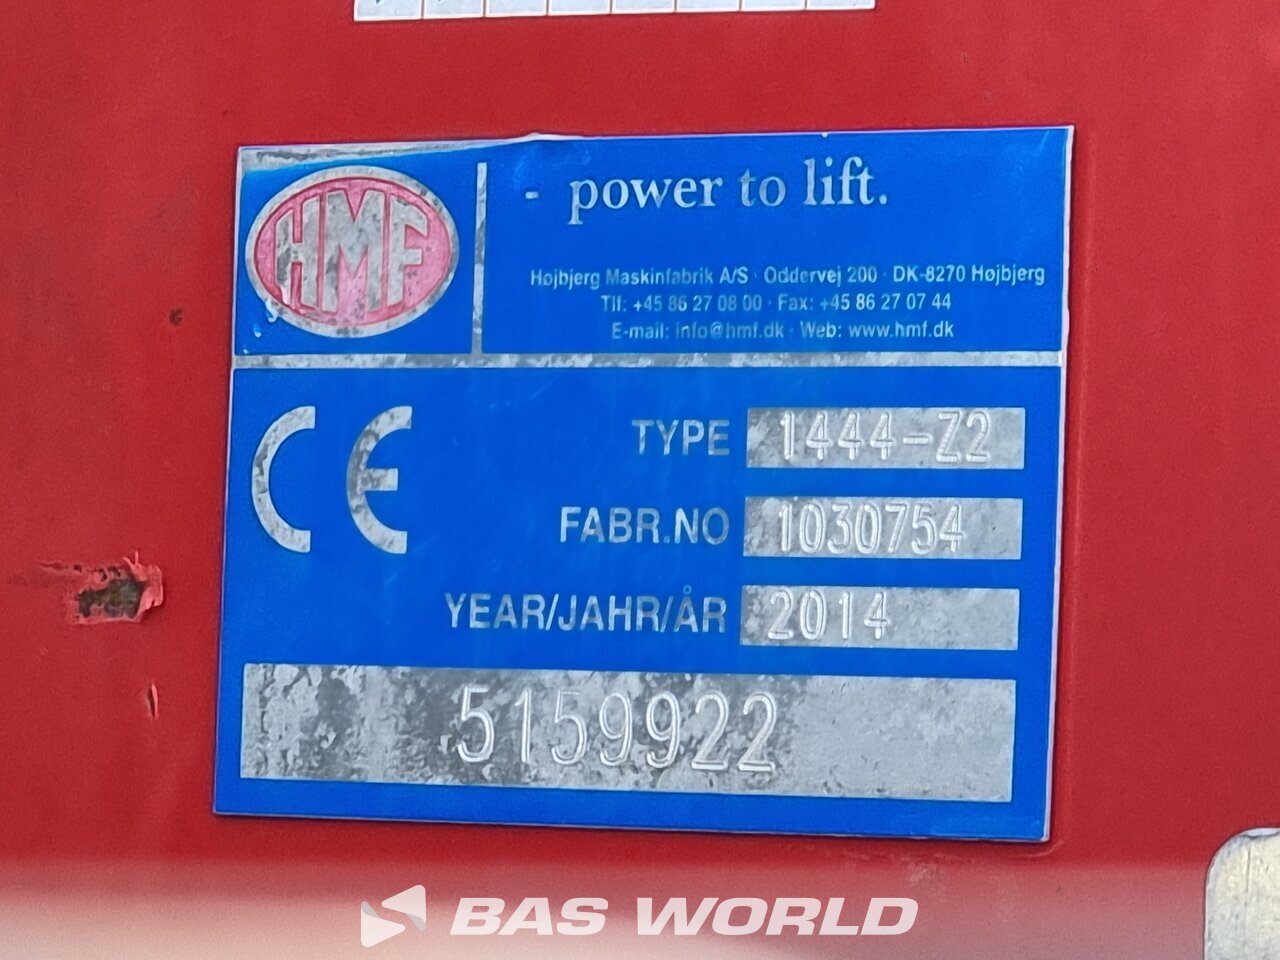 HMF
- power to lift.
Højbjerg Maskinfabrik A/S · Oddervej 200 · DK-8270 Højbjerg
Tlf: +45 86 27 08 00 · Fax: +45 86 27 07 44
E-mail: info@hmf.dk · Web: www.hmf.dk
CE
TYPE 1444-Z2
FABR.NO 1030754
YEAR/JAHR/ÅR 2014
5159922
BAS WORLD